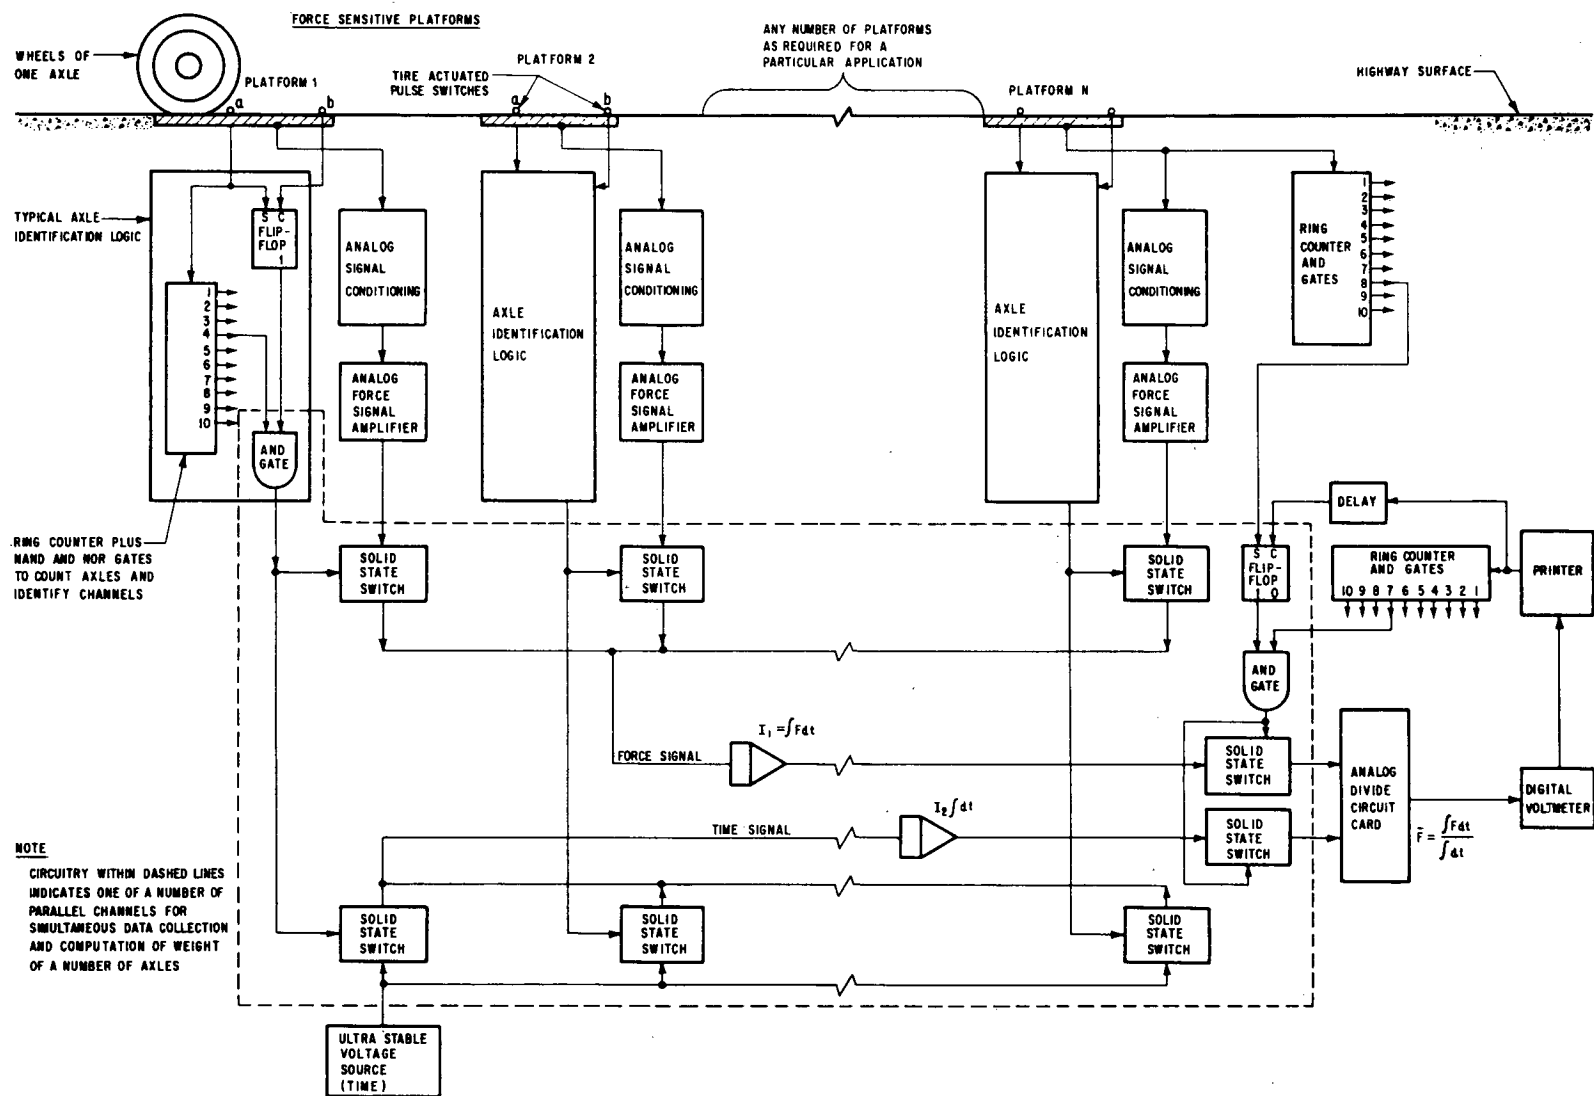 FORCE SENSITIVE PLATFORMS
WHEELS OF
ONE AXLE
PLATFORM 1
a
b
TIRE ACTUATED
PULSE SWITCHES
PLATFORM 2
a
b
ANY NUMBER OF PLATFORMS
AS REQUIRED FOR A
PARTICULAR APPLICATION
PLATFORM N
HIGHWAY SURFACE
TYPICAL AXLE
IDENTIFICATION LOGIC
S C
FLIP-
FLOP
1
1
2
3
4
5
6
7
8
9
10
AND
GATE
ANALOG
SIGNAL
CONDITIONING
ANALOG
FORCE
SIGNAL
AMPLIFIER
AXLE
IDENTIFICATION
LOGIC
ANALOG
SIGNAL
CONDITIONING
ANALOG
FORCE
SIGNAL
AMPLIFIER
AXLE
IDENTIFICATION
LOGIC
ANALOG
SIGNAL
CONDITIONING
ANALOG
FORCE
SIGNAL
AMPLIFIER
RING
COUNTER
AND
GATES
1
2
3
4
5
6
7
8
9
10
RING COUNTER PLUS
NAND AND NOR GATES
TO COUNT AXLES AND
IDENTIFY CHANNELS
SOLID
STATE
SWITCH
SOLID
STATE
SWITCH
SOLID
STATE
SWITCH
S C
FLIP-
FLOP
1 0
DELAY
RING COUNTER
AND GATES
10 9 8 7 6 5 4 3 2 1
PRINTER
AND
GATE
FORCE SIGNAL
I₁ = ∫Fdt
SOLID
STATE
SWITCH
TIME SIGNAL
I₂ ∫dt
SOLID
STATE
SWITCH
ANALOG
DIVIDE
CIRCUIT
CARD
F̄ = ∫Fdt / ∫dt
DIGITAL
VOLTMETER
NOTE
CIRCUITRY WITHIN DASHED LINES
INDICATES ONE OF A NUMBER OF
PARALLEL CHANNELS FOR
SIMULTANEOUS DATA COLLECTION
AND COMPUTATION OF WEIGHT
OF A NUMBER OF AXLES
SOLID
STATE
SWITCH
SOLID
STATE
SWITCH
SOLID
STATE
SWITCH
ULTRA STABLE
VOLTAGE
SOURCE
(TIME)